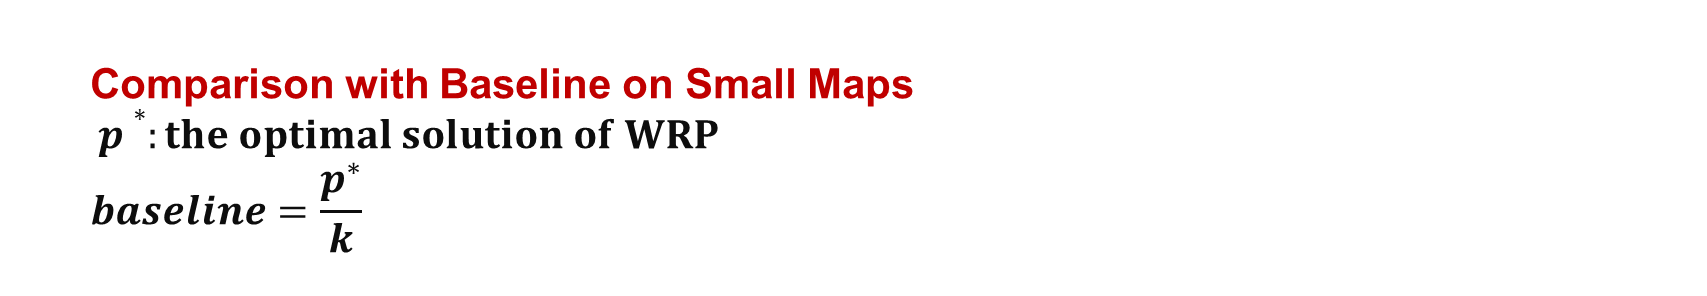 Comparison with Baseline on Small Maps
p*: the optimal solution of WRP
baseline = p*/k